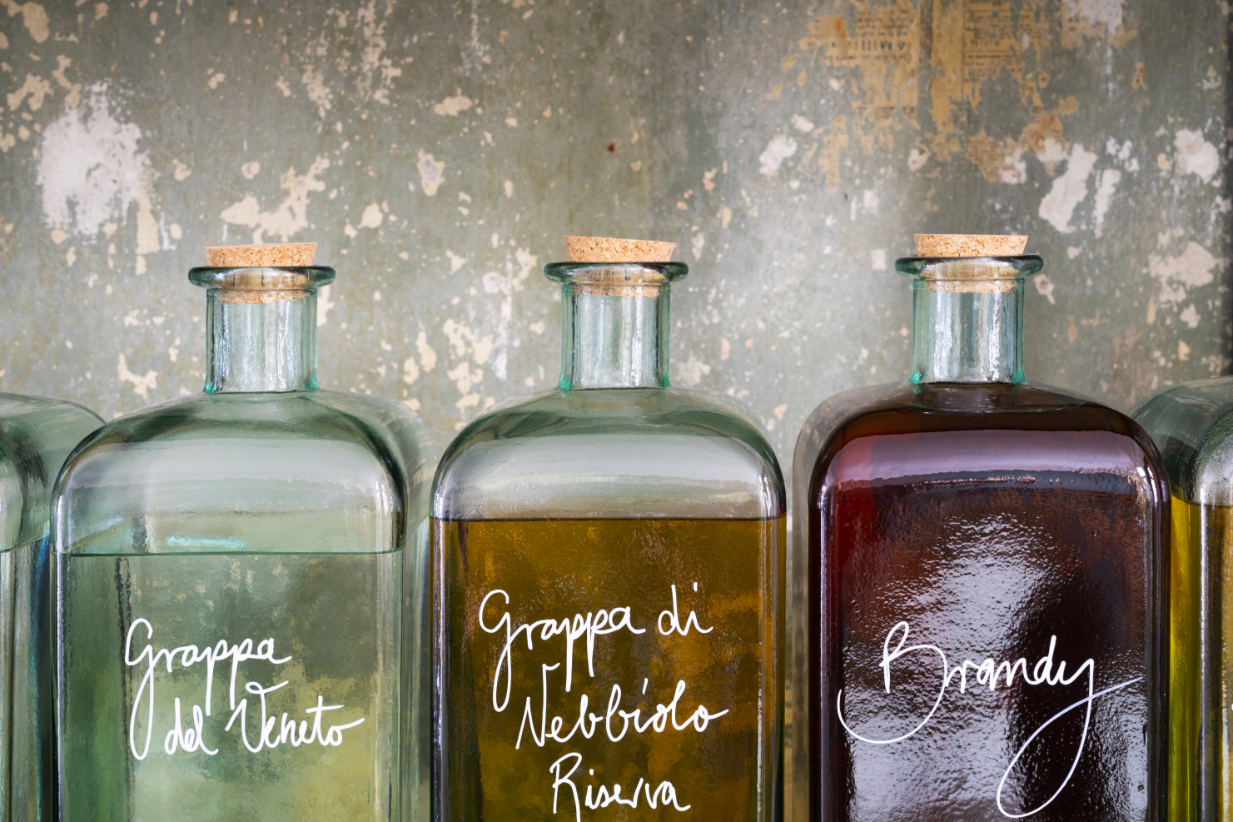 Grappa
del Veneto
Grappa di
Nebbiolo
Riserva
Brandy